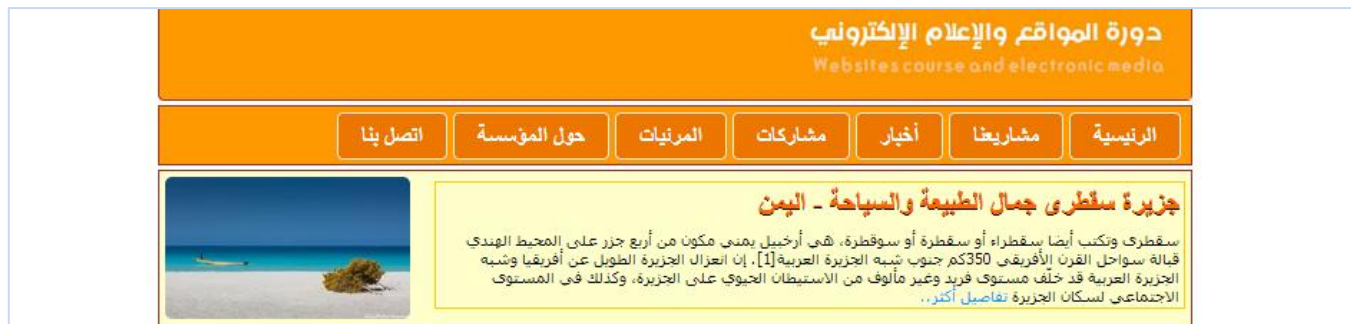 دورة المواقع والإعلام الإلكتروني
Websites course and electronic media
الرئيسية مشاريعنا أخبار مشاركات المرئيات حول المؤسسة اتصل بنا
جزيرة سقطرى جمال الطبيعة والسياحة - اليمن
سقطرى وتكتب أيضا سقطراء أو سقطرة أو سوقطرة، هي أرخبيل يمني مكون من أربع جزر على المحيط الهندي
قبالة سواحل القرن الأفريقي 350كم جنوب شبه الجزيرة العربية[1]. إن انعزال الجزيرة الطويل عن أفريقيا وشبه
الجزيرة العربية قد خلّف مستوى فريد وغير مألوف من الاستيطان الحيوي على الجزيرة، وكذلك في المستوى
الاجتماعي لسكان الجزيرة تفاصيل أكثر..